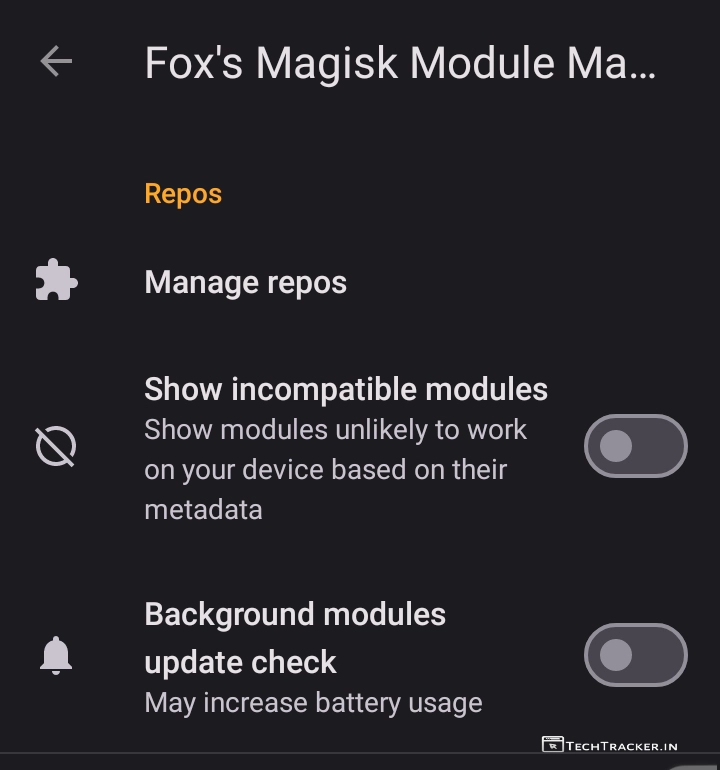 Fox's Magisk Module Ma...
Repos
Manage repos
Show incompatible modules
Show modules unlikely to work
on your device based on their
metadata
Background modules
update check
May increase battery usage
TECHTRACKER.IN